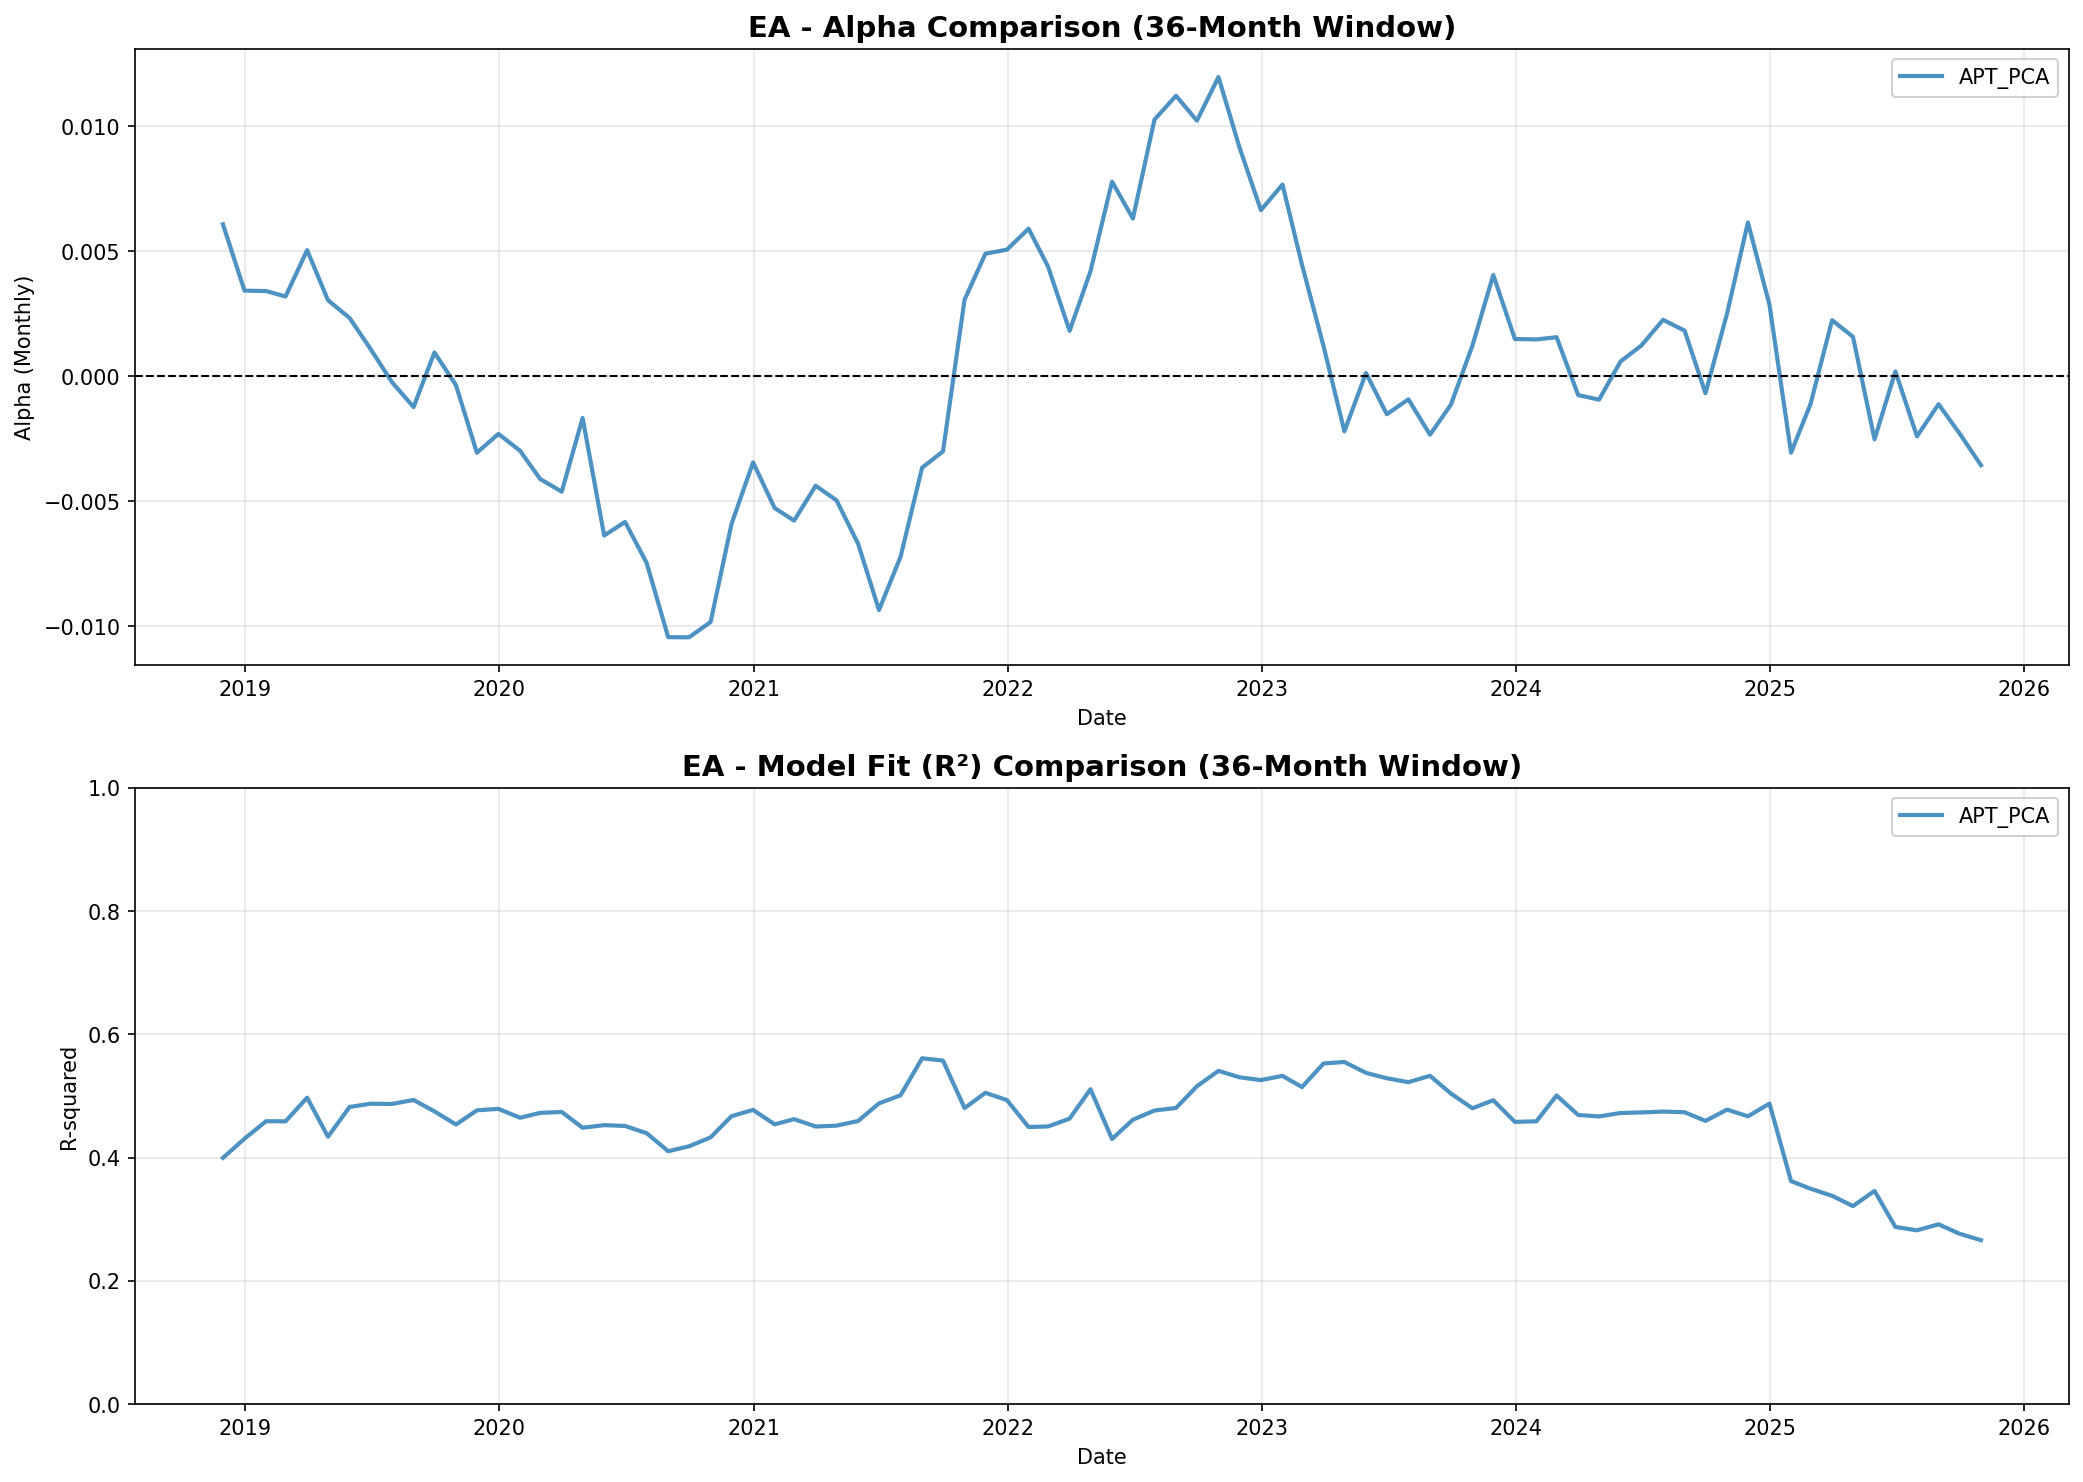 EA - Alpha Comparison (36-Month Window)
APT_PCA
Alpha (Monthly)
0.010
0.005
0.000
−0.005
−0.010
2019 2020 2021 2022 2023 2024 2025 2026
Date
EA - Model Fit (R²) Comparison (36-Month Window)
APT_PCA
R-squared
1.0
0.8
0.6
0.4
0.2
0.0
2019 2020 2021 2022 2023 2024 2025 2026
Date